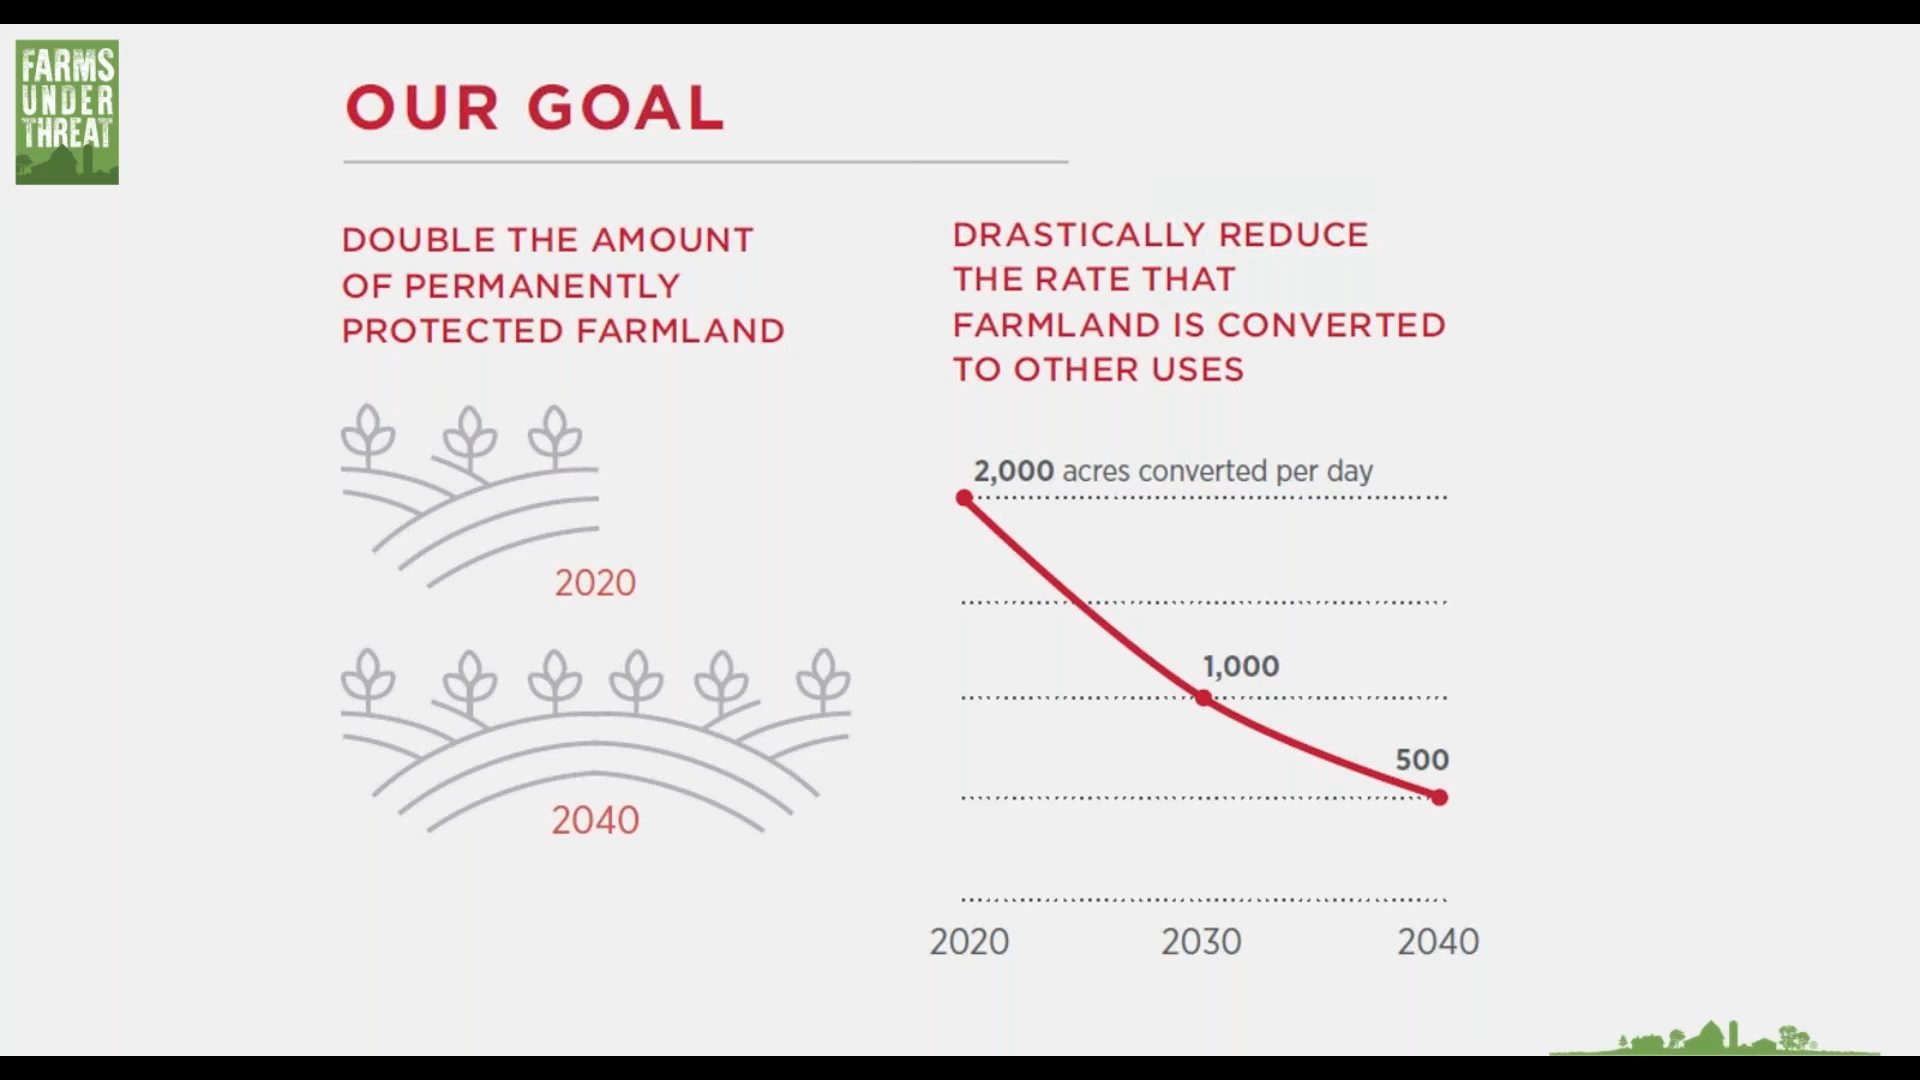 FARMS
UNDER
THREAT
OUR GOAL
DOUBLE THE AMOUNT
OF PERMANENTLY
PROTECTED FARMLAND
2020
2040
DRASTICALLY REDUCE
THE RATE THAT
FARMLAND IS CONVERTED
TO OTHER USES
2,000 acres converted per day
1,000
500
2020 2030 2040